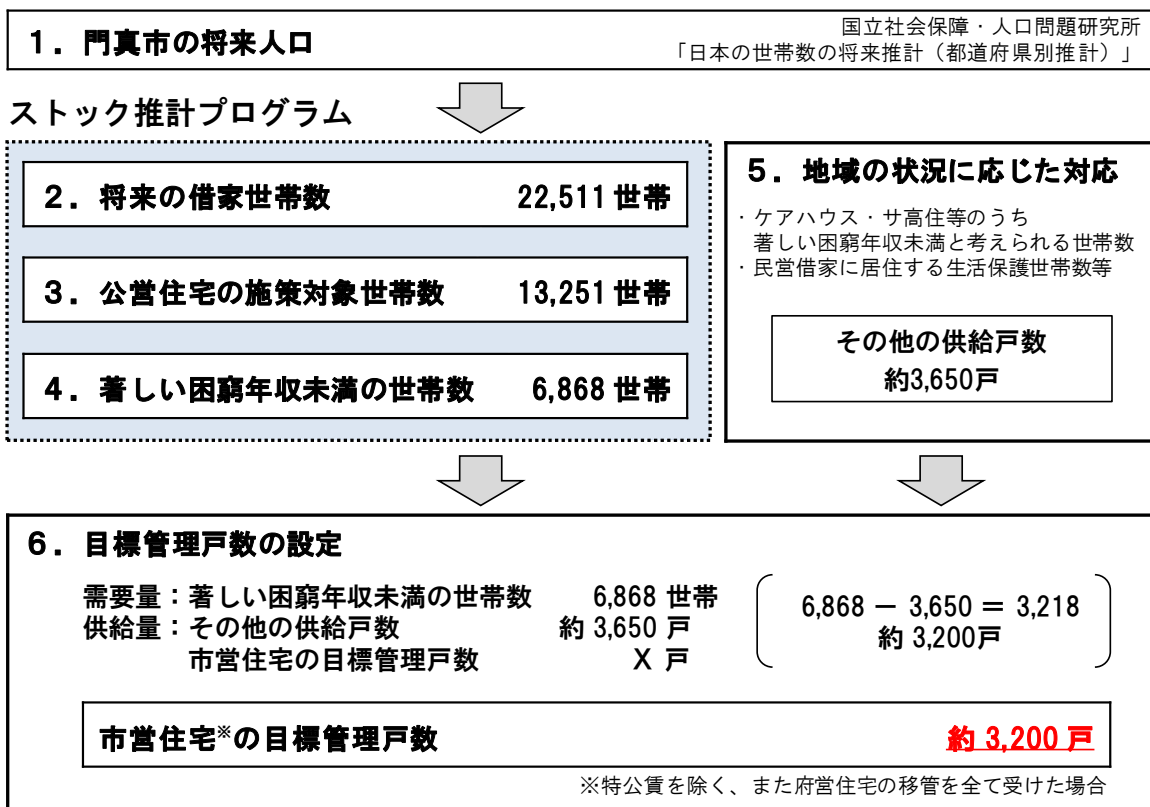 １．門真市の将来人口
国立社会保障・人口問題研究所
「日本の世帯数の将来推計（都道府県別推計）」
ストック推計プログラム
２．将来の借家世帯数 22,511 世帯
３．公営住宅の施策対象世帯数 13,251 世帯
４．著しい困窮年収未満の世帯数 6,868 世帯
５．地域の状況に応じた対応
・ケアハウス・サ高住等のうち
著しい困窮年収未満と考えられる世帯数
・民営借家に居住する生活保護世帯数等
その他の供給戸数
約3,650戸
６．目標管理戸数の設定
需要量：著しい困窮年収未満の世帯数 6,868 世帯
供給量：その他の供給戸数 約 3,650 戸
市営住宅の目標管理戸数 X 戸
6,868 － 3,650 ＝ 3,218
約 3,200戸
市営住宅※の目標管理戸数 約 3,200 戸
※特公賃を除く、また府営住宅の移管を全て受けた場合